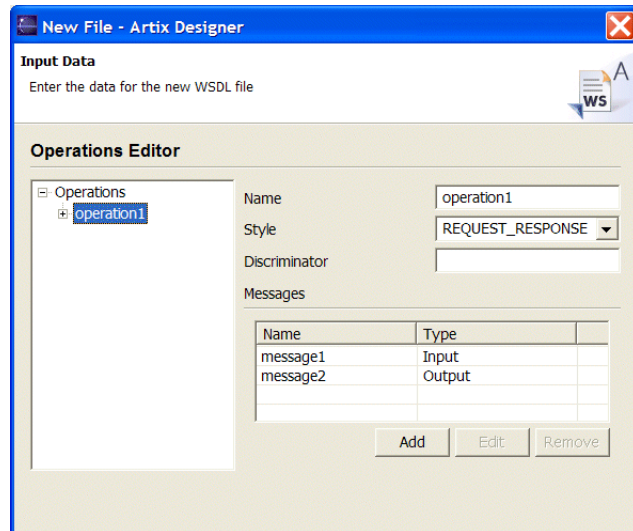 New File - Artix Designer
Input Data
Enter the data for the new WSDL file
A
WS
Operations Editor
Operations
operation1
Name operation1
Style REQUEST_RESPONSE
Discriminator
Messages
Name Type
message1 Input
message2 Output
Add Edit Remove